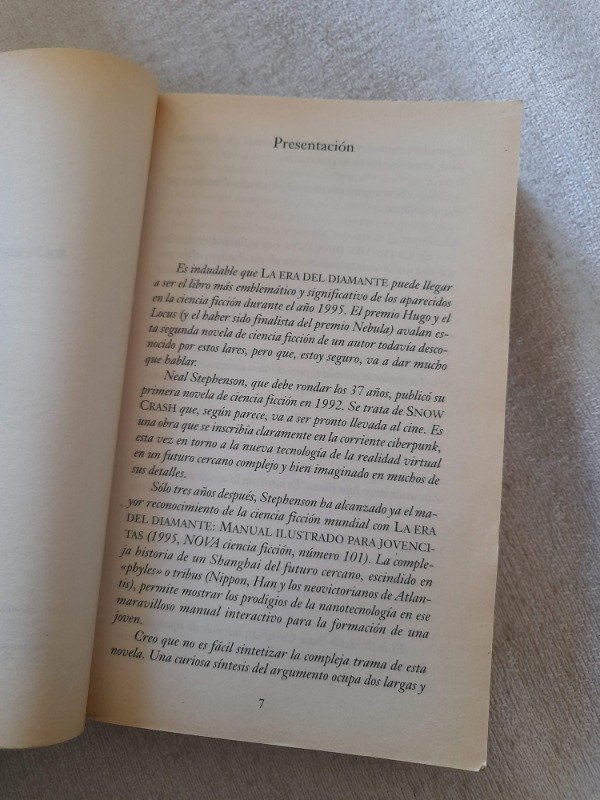 Presentación
Es indudable que LA ERA DEL DIAMANTE puede llegar
a ser el libro más emblemático y significativo de los aparecidos
en la ciencia ficción durante el año 1995. El premio Hugo y el
Locus (y el haber sido finalista del premio Nebula) avalan es-
ta segunda novela de ciencia ficción de un autor todavía desco-
nocido por estos lares, pero que, estoy seguro, va a dar mucho
que hablar.
Neal Stephenson, que debe rondar los 37 años, publicó su
primera novela de ciencia ficción en 1992. Se trata de SNOW
CRASH que, según parece, va a ser pronto llevada al cine. Es
una obra que se inscribía claramente en la corriente ciberpunk,
esta vez en torno a la nueva tecnología de la realidad virtual
en un futuro cercano complejo y bien imaginado en muchos de
sus detalles.
Sólo tres años después, Stephenson ha alcanzado ya el ma-
yor reconocimiento de la ciencia ficción mundial con LA ERA
DEL DIAMANTE: MANUAL ILUSTRADO PARA JOVENCI-
TAS (1995, NOVA ciencia ficción, número 101). La comple-
ja historia de un Shanghai del futuro cercano, escindido en
«phyles» o tribus (Nippon, Han y los neovictorianos de Atlan-
tis), permite mostrar los prodigios de la nanotecnología en ese
maravilloso manual interactivo para la formación de una
joven.
Creo que no es fácil sintetizar la compleja trama de esta
novela. Una curiosa síntesis del argumento ocupa dos largas y
7